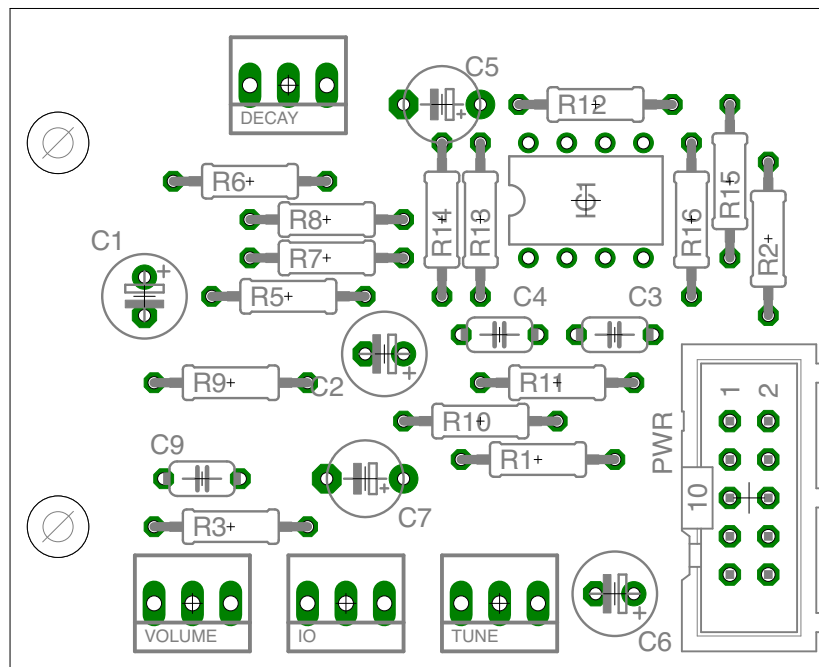 C5
DECAY
R12
R6
R15
R8
R14
R13
IC1
R16
C1
R7
R2
R5
C4
C3
C2
R9
R11
1
2
R10
PWR
C9
R1
10
R3
C7
VOLUME
IO
TUNE
C6